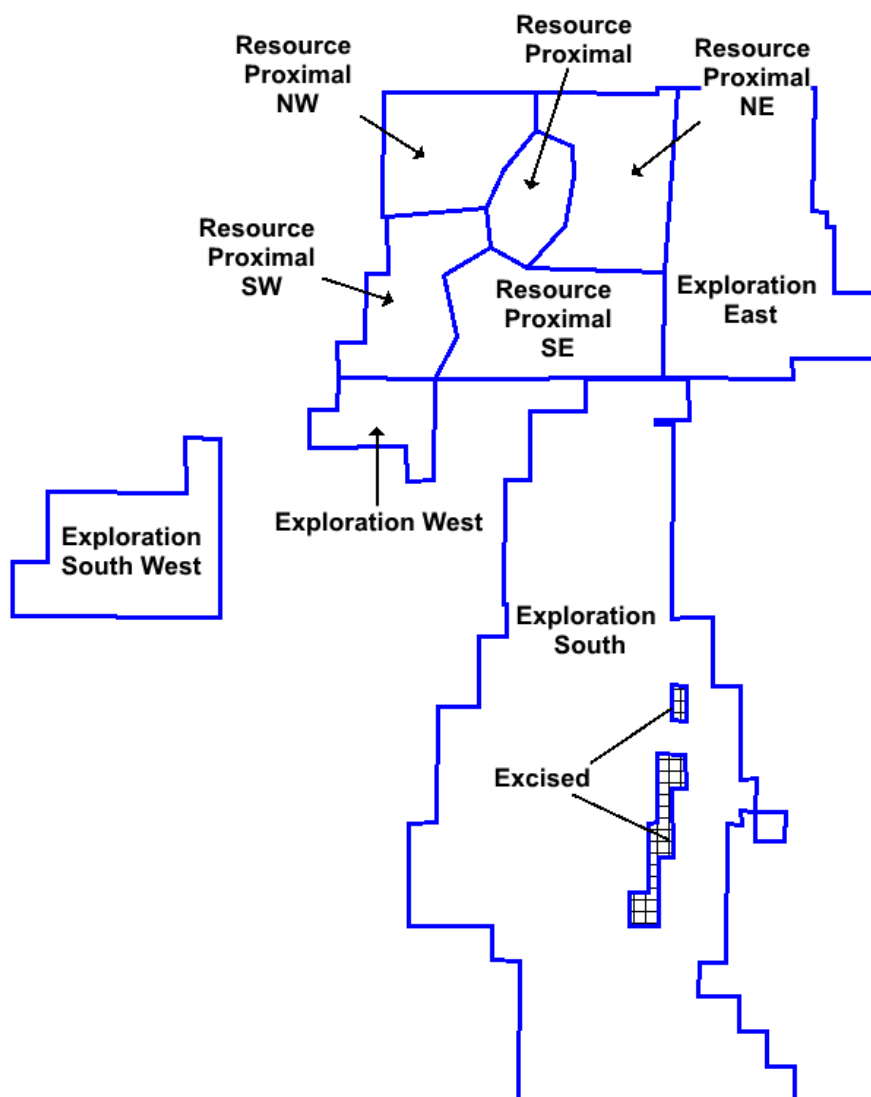 Resource
Proximal
Resource
Proximal
NW
Resource
Proximal
NE
Resource
Proximal
SW
Resource
Proximal
SE
Exploration
East
Exploration West
Exploration
South West
Exploration
South
Excised